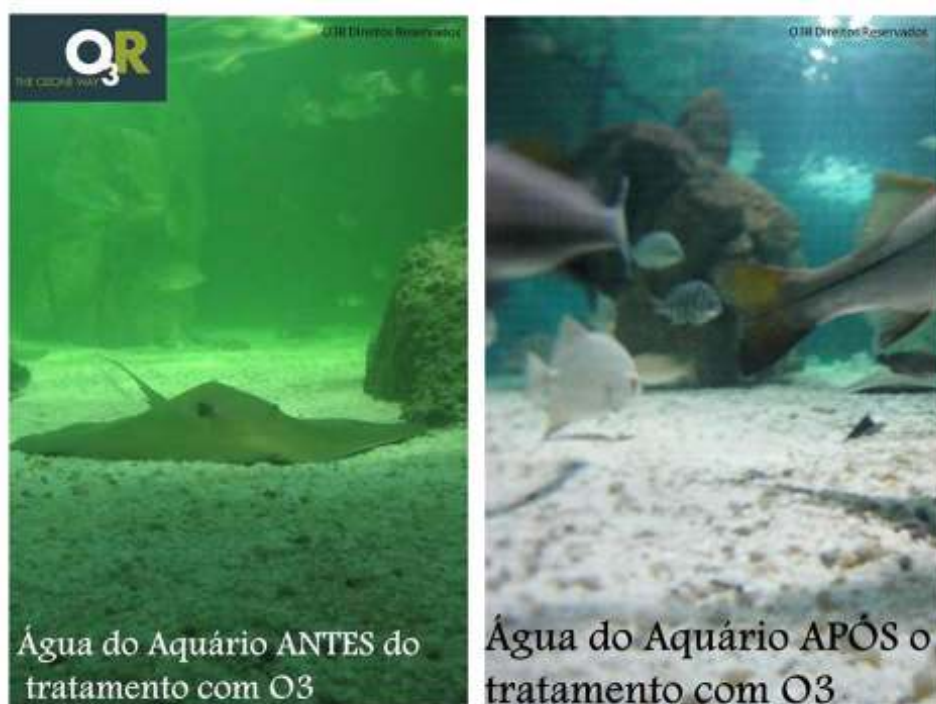 O3R
THE OZONE WAY
O3R Direitos Reservados
Água do Aquário ANTES do
tratamento com O3
O3R Direitos Reservados
Água do Aquário APÓS o
tratamento com O3